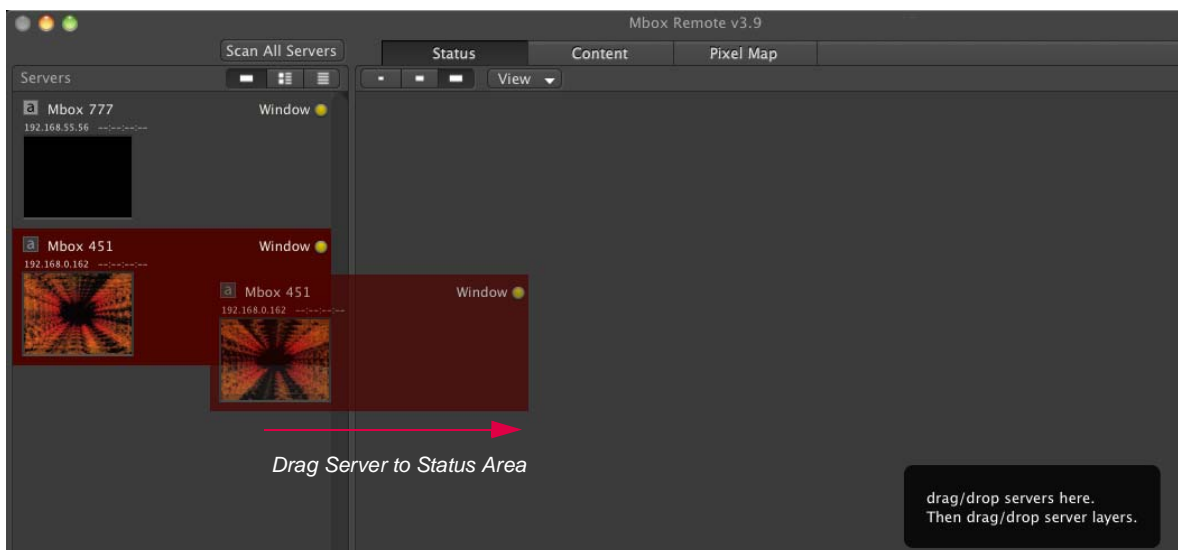 Mbox Remote v3.9
Scan All Servers
Status
Content
Pixel Map
Servers
View
a Mbox 777
Window
192.168.55.56 --:--:--:--
a Mbox 451
Window
192.168.0.162 --:--:--:--
a Mbox 451
Window
192.168.0.162 --:--:--:--
Drag Server to Status Area
drag/drop servers here.
Then drag/drop server layers.